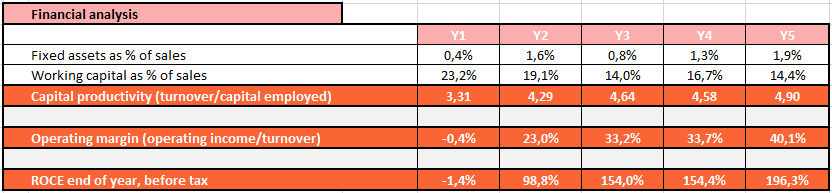 Financial analysis
Y1 Y2 Y3 Y4 Y5
Fixed assets as % of sales 0,4% 1,6% 0,8% 1,3% 1,9%
Working capital as % of sales 23,2% 19,1% 14,0% 16,7% 14,4%
Capital productivity (turnover/capital employed) 3,31 4,29 4,64 4,58 4,90
Operating margin (operating income/turnover) -0,4% 23,0% 33,2% 33,7% 40,1%
ROCE end of year, before tax -1,4% 98,8% 154,0% 154,4% 196,3%